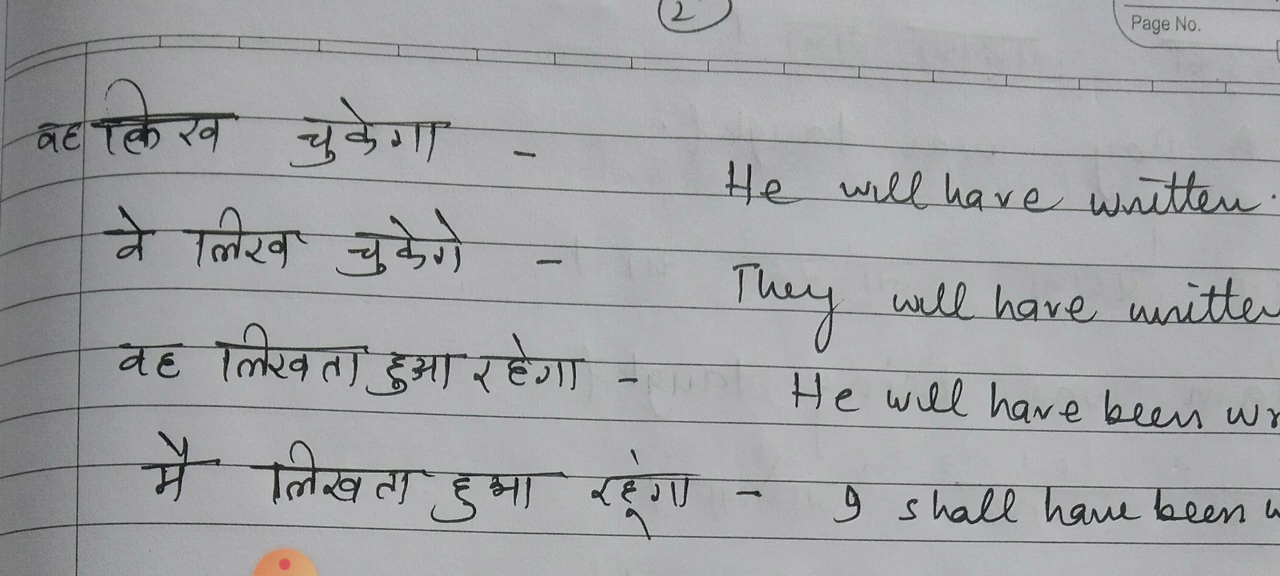 2
Page No.
वह लिख चुकेगा - He will have written.
वे लिख चुकेगे - They will have
वह लिखता हुआ रहेगा - He will have been
मै लिखता हुआ रहूंगा - I shall have been